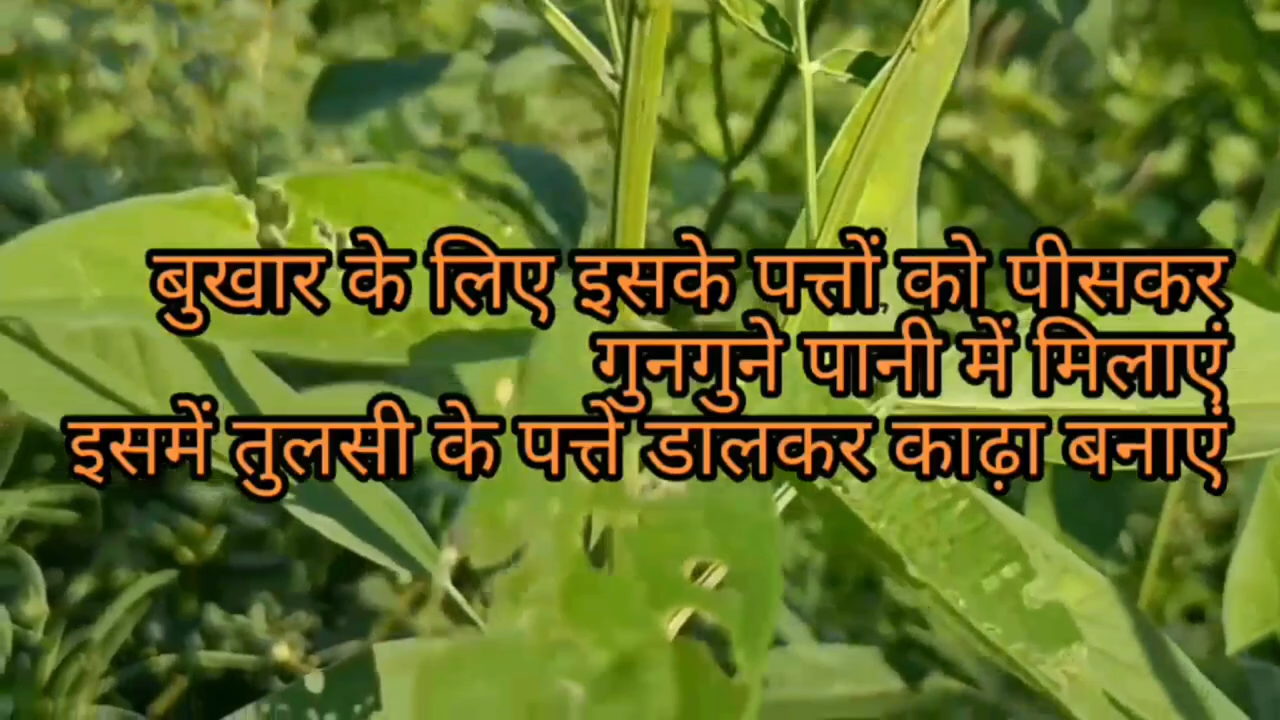 बुखार के लिए इसके पत्तों को पीसकर
गुनगुने पानी में मिलाएं
इसमें तुलसी के पत्ते डालकर काढ़ा बनाएं